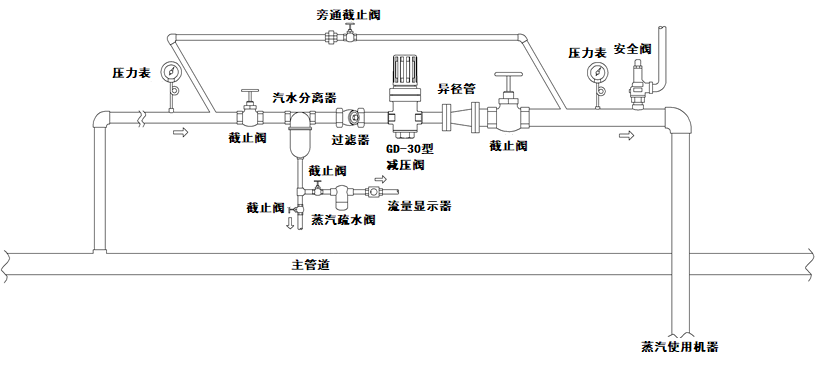 旁通截止阀
压力表
压力表
安全阀
汽水分离器
异径管
截止阀
过滤器
GD-30型
减压阀
截止阀
截止阀
截止阀
蒸汽疏水阀
流量显示器
主管道
蒸汽使用机器